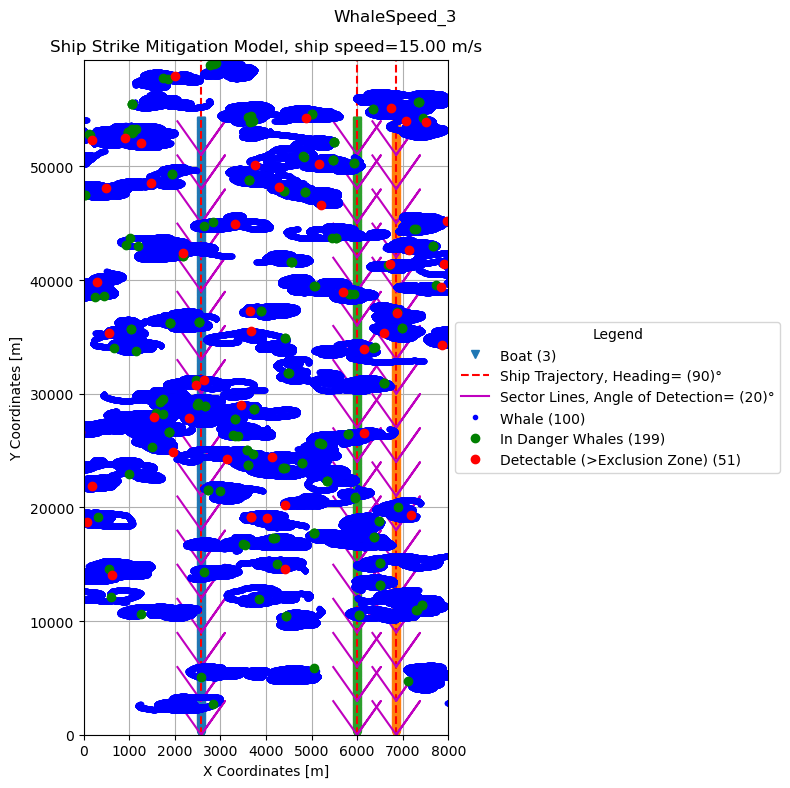 WhaleSpeed_3
Ship Strike Mitigation Model, ship speed=15.00 m/s
50000
40000
30000
20000
10000
0
Y Coordinates [m]
0 1000 2000 3000 4000 5000 6000 7000 8000
X Coordinates [m]
Legend
Boat (3)
Ship Trajectory, Heading= (90)°
Sector Lines, Angle of Detection= (20)°
Whale (100)
In Danger Whales (199)
Detectable (>Exclusion Zone) (51)